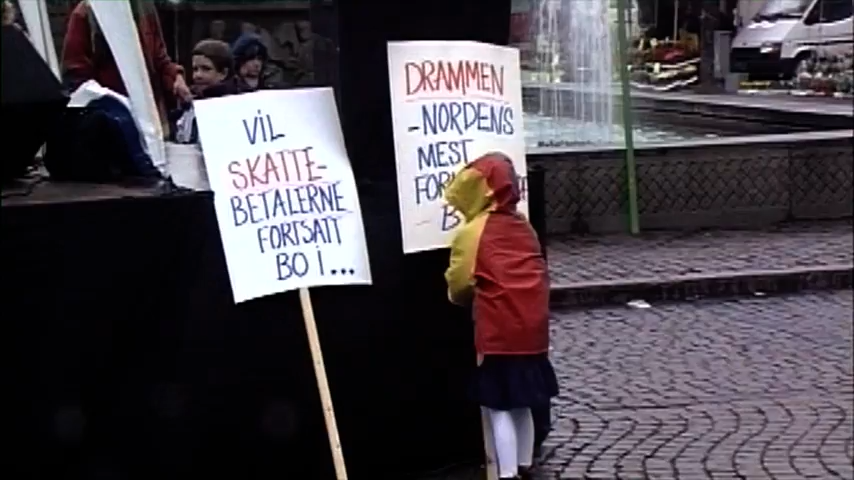 VIL
SKATTE-
BETALERNE
FORTSATT
BO i...
DRAMMEN
-NORDENS
MEST